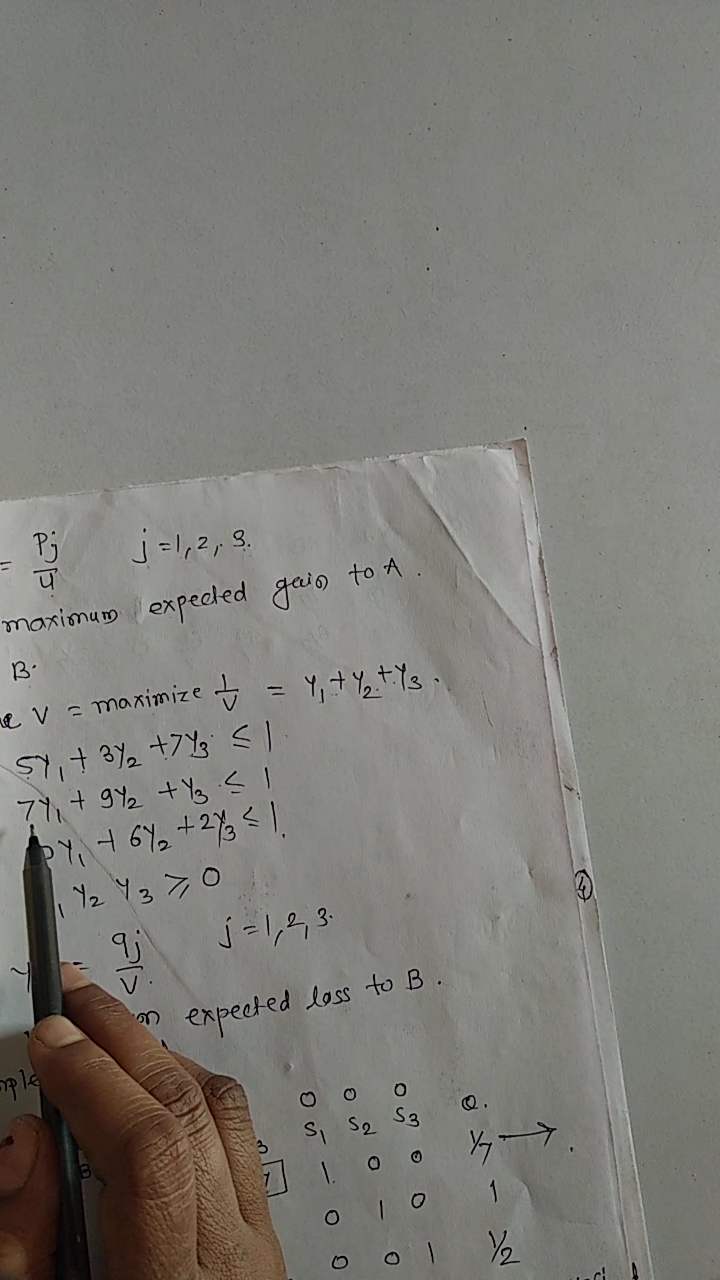 = Pj/u j = 1, 2, 3.
maximum expected gain to A.
B.
V = maximize 1/V = Y₁ + Y₂ + Y₃.
5Y₁ + 3Y₂ + 7Y₃ ≤ 1
7Y₁ + 9Y₂ + Y₃ ≤ 1
Y₁ + 6Y₂ + 2Y₃ ≤ 1.
Y₂ Y₃ ≥ 0
= qj/V. j = 1, 2, 3.
expected loss to B.
4
0 0 0
S₁ S₂ S₃ Q.
1 0 0 1/7 →.
0 1 0 1
0 0 1 1/2